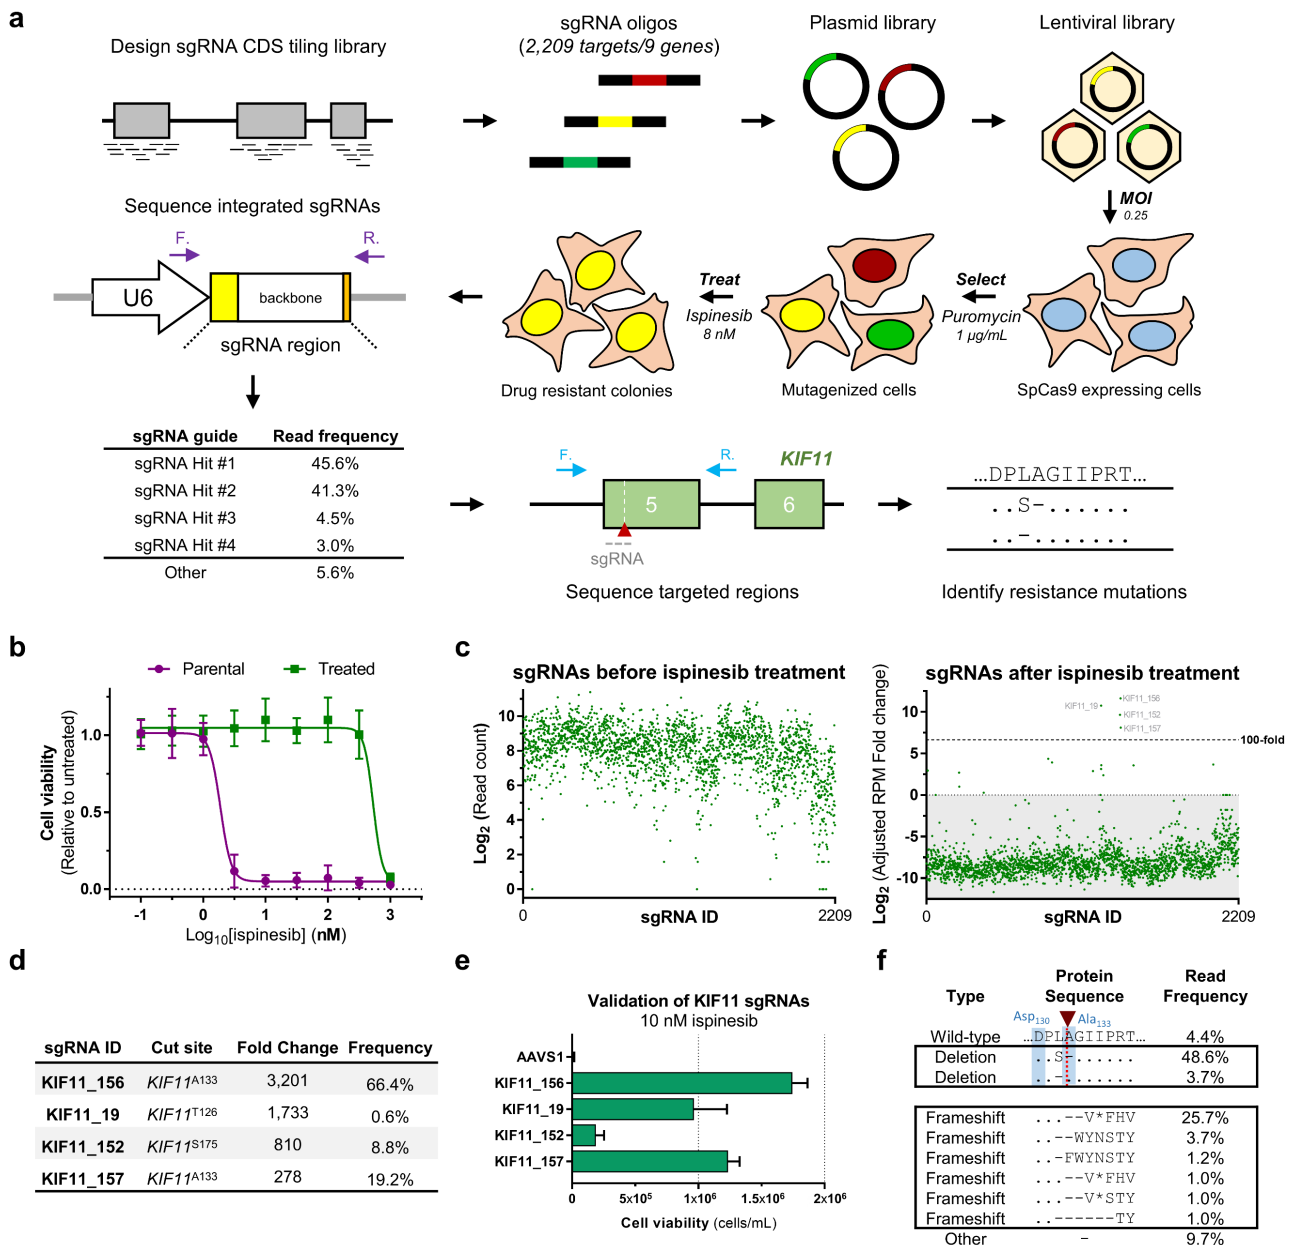 a
Design sgRNA CDS tiling library
sgRNA oligos
(2,209 targets/9 genes)
Plasmid library
Lentiviral library
MOI
0.25
Sequence integrated sgRNAs
F.
R.
U6
backbone
sgRNA region
Treat
Ispinesib
8 nM
Select
Puromycin
1 µg/mL
Drug resistant colonies
Mutagenized cells
SpCas9 expressing cells
sgRNA guide Read frequency
sgRNA Hit #1 45.6%
sgRNA Hit #2 41.3%
sgRNA Hit #3 4.5%
sgRNA Hit #4 3.0%
Other 5.6%
F.
R.
KIF11
5
6
sgRNA
Sequence targeted regions
...DPLAGIIPRT...
..S-......
..-.......
Identify resistance mutations
b
Parental
Treated
Cell viability
(Relative to untreated)
1.0
0.5
0.0
-1 0 1 2 3
Log10[ispinesib] (nM)
c
sgRNAs before ispinesib treatment
Log2 (Read count)
10
8
6
4
2
0
0 2209
sgRNA ID
sgRNAs after ispinesib treatment
Log2 (Adjusted RPM Fold change)
10
5
0
-5
-10
KIF11_19
KIF11_156
KIF11_152
KIF11_157
100-fold
0 2209
sgRNA ID
d
sgRNA ID Cut site Fold Change Frequency
KIF11_156 KIF11A133 3,201 66.4%
KIF11_19 KIF11T126 1,733 0.6%
KIF11_152 KIF11S175 810 8.8%
KIF11_157 KIF11A133 278 19.2%
e
Validation of KIF11 sgRNAs
10 nM ispinesib
AAVS1
KIF11_156
KIF11_19
KIF11_152
KIF11_157
0 5x10⁵ 1x10⁶ 1.5x10⁶ 2x10⁶
Cell viability (cells/mL)
f
Type Protein Sequence Read Frequency
Asp130 Ala133
Wild-type ...DPLAGIIPRT... 4.4%
Deletion ..S-...... 48.6%
Deletion ..-....... 3.7%
Frameshift ...--V*FHV 25.7%
Frameshift ..--WYNSTY 3.7%
Frameshift ..-FWYNSTY 1.2%
Frameshift ...--V*FHV 1.0%
Frameshift ...--V*STY 1.0%
Frameshift ..------TY 1.0%
Other - 9.7%